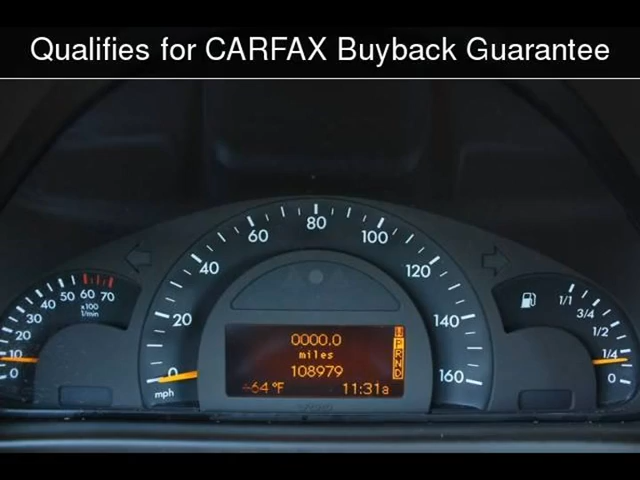 Qualifies for CARFAX Buyback Guarantee
80
60
100
40
120
20
140
0
160
mph
0
10
20
30
40
50
60
70
x100
1/min
1/1
3/4
1/2
1/4
0
0000.0
miles
108979
-64°F
11:31a
P
R
N
D